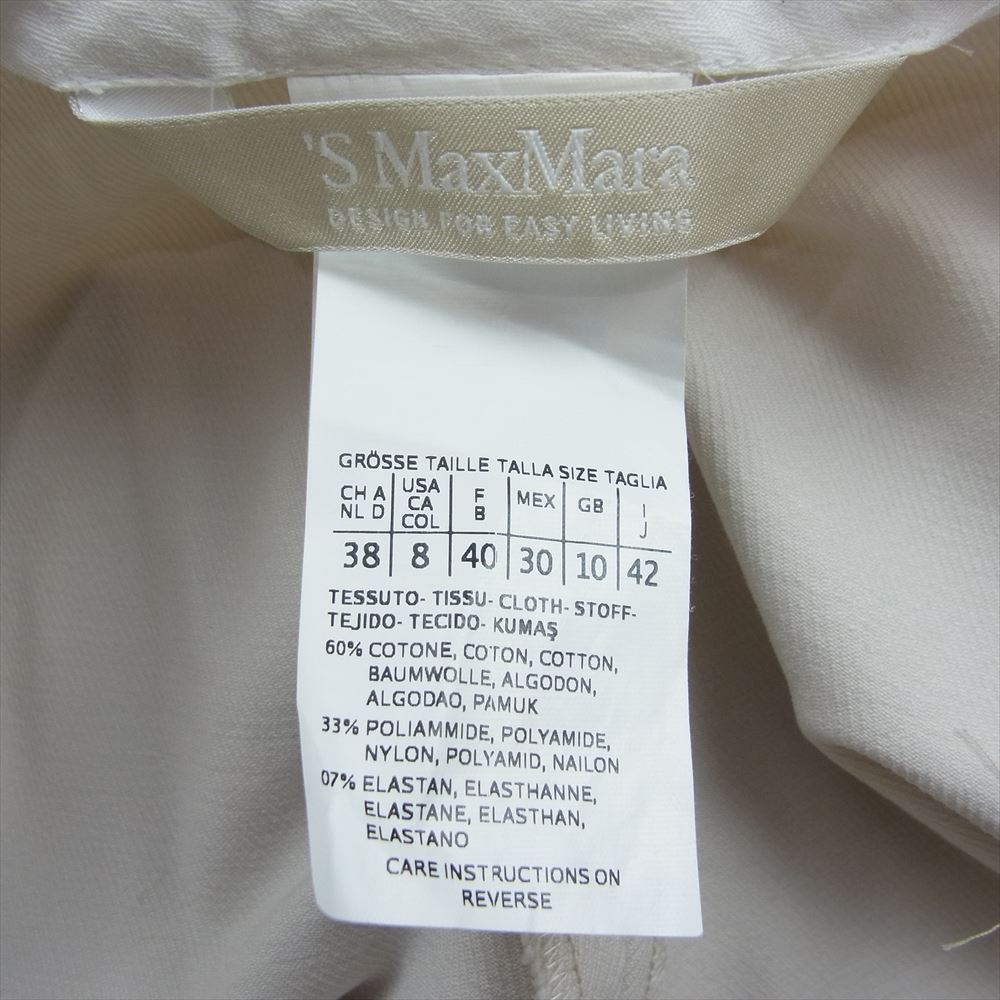 'S MaxMara
DESIGN FOR EASY LIVING
GRÖSSE TAILLE TALLA SIZE TAGLIA
CH A USA F MEX GB I
NL D CA B J
COL
38 8 40 30 10 42
TESSUTO- TISSU- CLOTH- STOFF-
TEJIDO- TECIDO- KUMAŞ
60% COTONE, COTON, COTTON,
BAUMWOLLE, ALGODON,
ALGODAO, PAMUK
33% POLIAMMIDE, POLYAMIDE,
NYLON, POLYAMID, NAILON
07% ELASTAN, ELASTHANNE,
ELASTANE, ELASTHAN,
ELASTANO
CARE INSTRUCTIONS ON
REVERSE